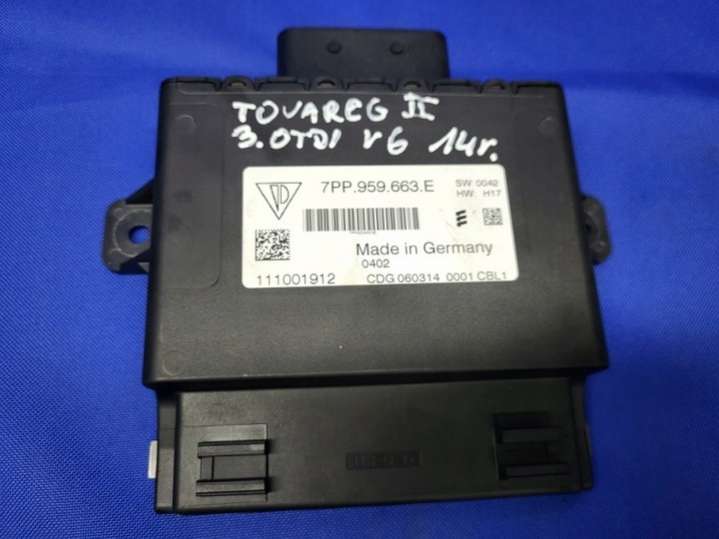 TOUAREG II
3.0TDI V6 14r.
7PP.959.663.E
SW: 0042
HW: H17
Made in Germany
0402
111001912
CDG 060314 0001 CBL1